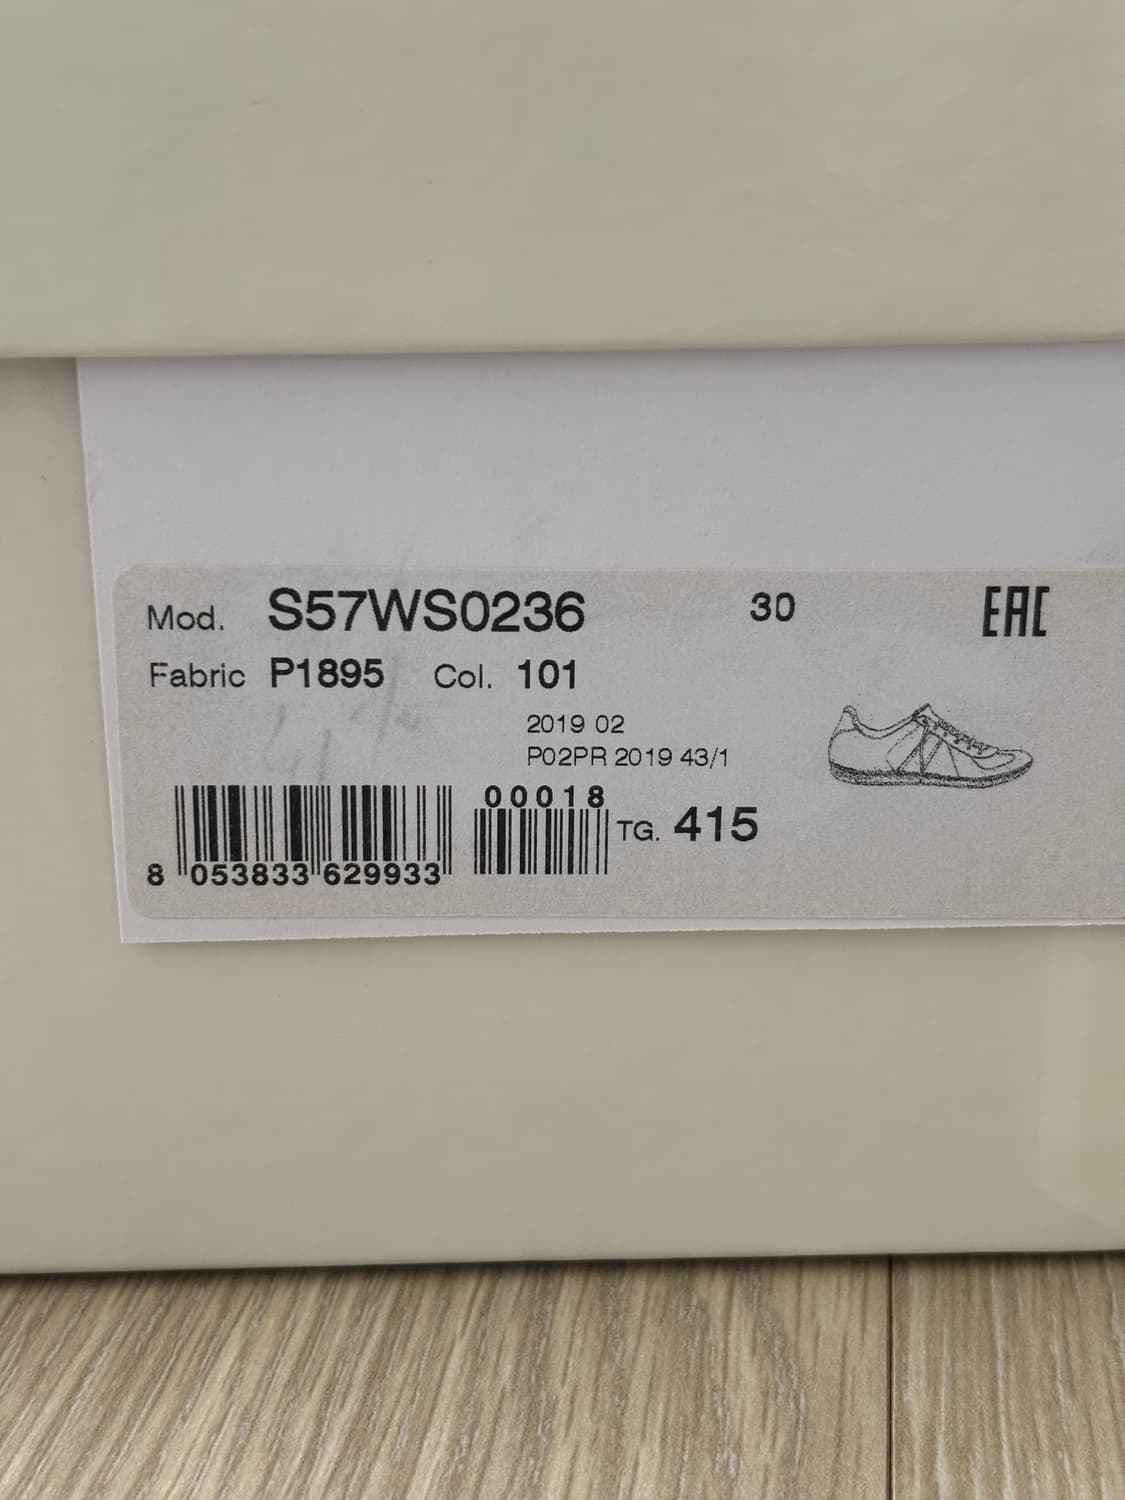 Mod. S57WS0236 30 EAC
Fabric P1895 Col. 101
2019 02
P02PR 2019 43/1
00018
TG. 415
8 053833 629933